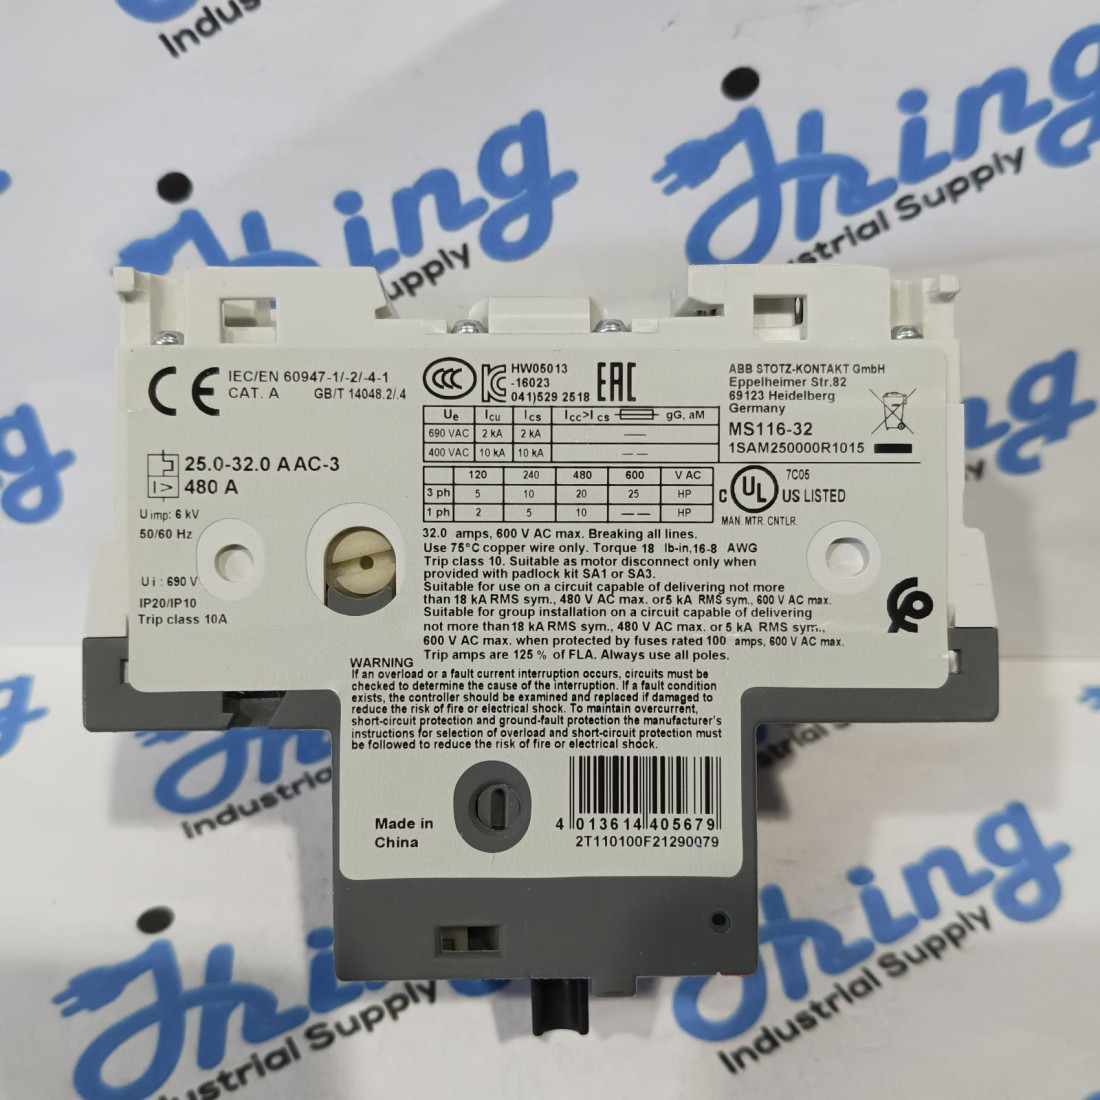 Indus
Jhing
Industrial Supply
hing
upply
CE IEC/EN 60947-1/-2/-4-1
CAT. A GB/T 14048.2/.4
25.0-32.0 A AC-3
I> 480 A
Uimp: 6 kV
50/60 Hz
Ui : 690 V
IP20/IP10
Trip class 10A
CCC KC HW05013
-16023
041)529 2518
EAC
Ue Icu Ics Icc>Ics gG, aM
690 VAC 2 kA 2 kA ——
400 VAC 10 kA 10 kA ——
120 240 480 600 V AC
3 ph 5 10 20 25 HP
1 ph 2 5 10 —— HP
ABB STOTZ-KONTAKT GmbH
Eppelheimer Str.82
69123 Heidelberg
Germany
MS116-32
1SAM250000R1015
C UL US LISTED
7C05
MAN. MTR. CNTLR.
32.0 amps, 600 V AC max. Breaking all lines.
Use 75°C copper wire only. Torque 18 lb-in,16-8 AWG
Trip class 10. Suitable as motor disconnect only when
provided with padlock kit SA1 or SA3.
Suitable for use on a circuit capable of delivering not more
than 18 kA RMS sym., 480 V AC max. or5 kA RMS sym., 600 V AC max.
Suitable for group installation on a circuit capable of delivering
not more than18 kA RMS sym., 480 V AC max. or 5 kA RMS sym.,
600 V AC max. when protected by fuses rated 100 amps, 600 V AC max.
Trip amps are 125 % of FLA. Always use all poles.
WARNING
If an overload or a fault current interruption occurs, circuits must be
checked to determine the cause of the interruption. If a fault condition
exists, the controller should be examined and replaced if damaged to
reduce the risk of fire or electrical shock. To maintain overcurrent,
short-circuit protection and ground-fault protection the manufacturer's
instructions for selection of overload and short-circuit protection must
be followed to reduce the risk of fire or electrical shock.
Made in
China
4 013614 405679
2T110100F21290079
Industrial
Jhing
Industrial Supply
Jhing
Industrial Supply